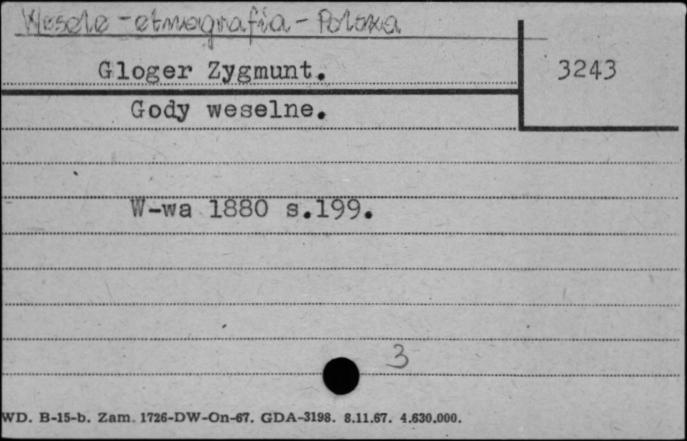 Wesele - etnografia - Polska
Gloger Zygmunt.
3243
Gody weselne.
W-wa 1880 s.199.
3
WD. B-15-b. Zam. 1726-DW-On-67. GDA-3198. 8.11.67. 4.630.000.